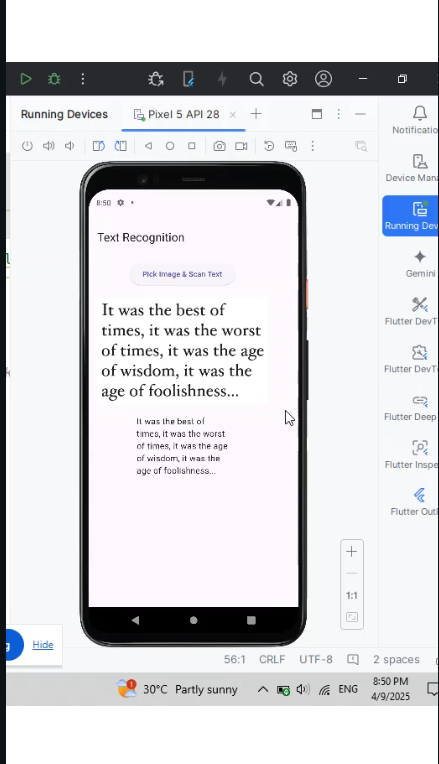 Running Devices
Pixel 5 API 28
Notificatio
Device Man
Running Dev
Gemini
Flutter DevT
Flutter DevT
Flutter Deep
Flutter Inspe
Flutter Outl
8:50
Text Recognition
Pick Image & Scan Text
It was the best of
times, it was the worst
of times, it was the age
of wisdom, it was the
age of foolishness...
It was the best of
times, it was the worst
of times, it was the age
of wisdom, it was the
age of foolishness...
1:1
g
Hide
56:1 CRLF UTF-8 2 spaces
1
30°C Partly sunny
ENG
8:50 PM
4/9/2025